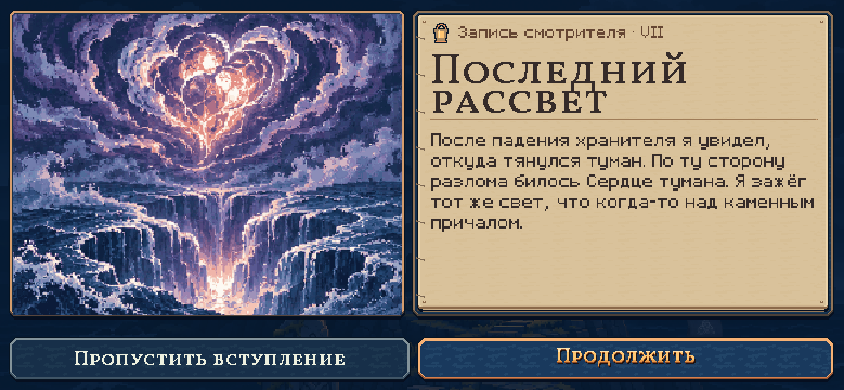 Запись смотрителя · VII
Последний
рассвет
После падения хранителя я увидел,
откуда тянулся туман. По ту сторону
разлома билось Сердце тумана. Я зажёг
тот же свет, что когда-то над каменным
причалом.
Пропустить вступление
Продолжить